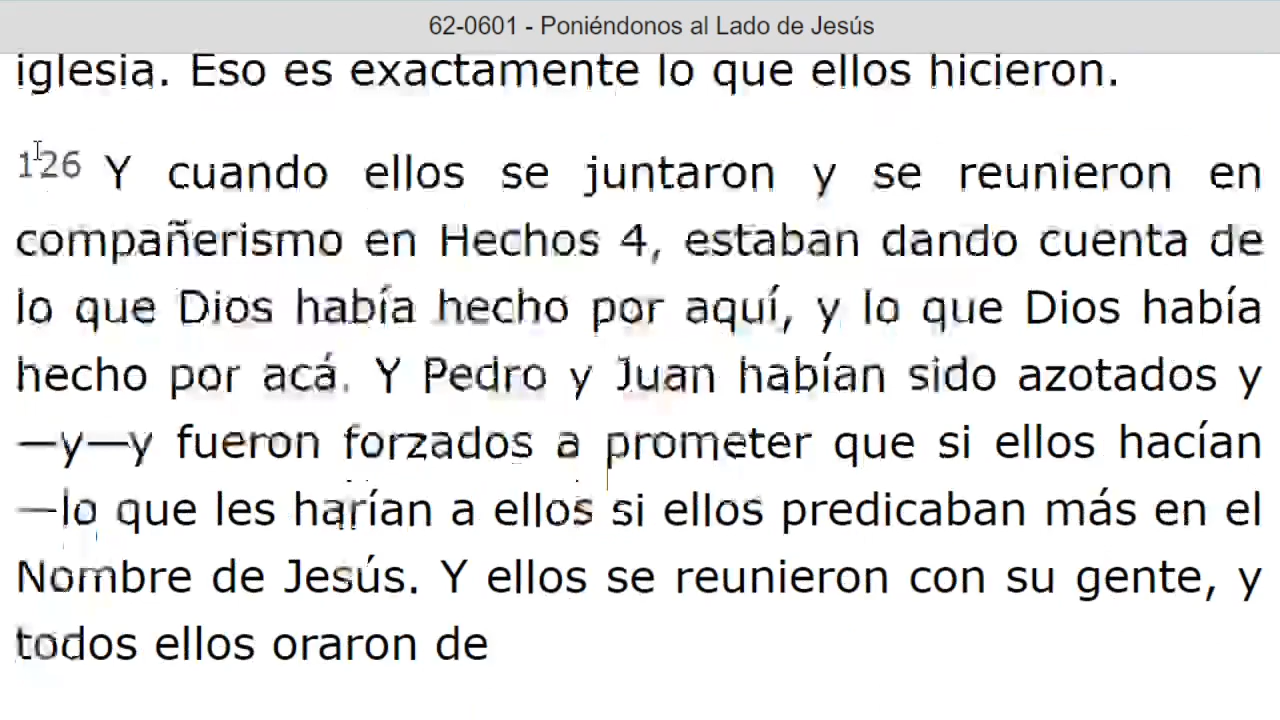 62-0601 - Poniéndonos al Lado de Jesús
iglesia. Eso es exactamente lo que ellos hicieron.
126 Y cuando ellos se juntaron y se reunieron en
compañerismo en Hechos 4, estaban dando cuenta de
lo que Dios había hecho por aquí, y lo que Dios había
hecho por acá. Y Pedro y Juan habían sido azotados y
—y—y fueron forzados a prometer que si ellos hacían
—lo que les harían a ellos si ellos predicaban más en el
Nombre de Jesús. Y ellos se reunieron con su gente, y
todos ellos oraron de